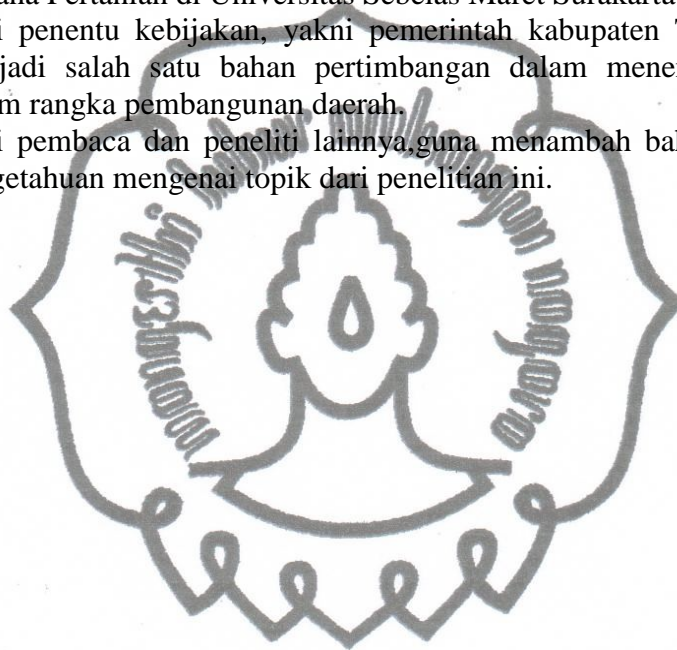 ana Pertanian di Universitas Sebelas Maret Surakarta
i penentu kebijakan, yakni pemerintah kabupaten
jadi salah satu bahan pertimbangan dalam mene
m rangka pembangunan daerah.
i pembaca dan peneliti lainnya,guna menambah ba
getahuan mengenai topik dari penelitian ini.